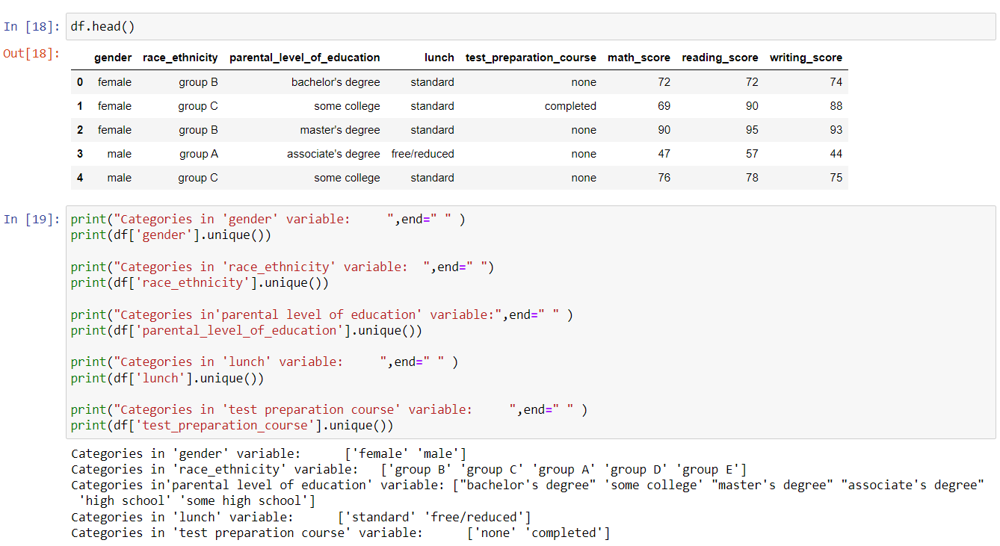 In [18]: df.head()
Out[18]:
gender race_ethnicity parental_level_of_education lunch test_preparation_course math_score reading_score writing_score
0 female group B bachelor's degree standard none 72 72 74
1 female group C some college standard completed 69 90 88
2 female group B master's degree standard none 90 95 93
3 male group A associate's degree free/reduced none 47 57 44
4 male group C some college standard none 76 78 75
In [19]: print("Categories in 'gender' variable:     ",end=" " )
print(df['gender'].unique())
print("Categories in 'race_ethnicity' variable:  ",end=" ")
print(df['race_ethnicity'].unique())
print("Categories in'parental level of education' variable:",end=" " )
print(df['parental_level_of_education'].unique())
print("Categories in 'lunch' variable:     ",end=" " )
print(df['lunch'].unique())
print("Categories in 'test preparation course' variable:     ",end=" " )
print(df['test_preparation_course'].unique())
Categories in 'gender' variable:      ['female' 'male']
Categories in 'race_ethnicity' variable:   ['group B' 'group C' 'group A' 'group D' 'group E']
Categories in'parental level of education' variable: ["bachelor's degree" 'some college' "master's degree" "associate's degree"
 'high school' 'some high school']
Categories in 'lunch' variable:      ['standard' 'free/reduced']
Categories in 'test preparation course' variable:      ['none' 'completed']